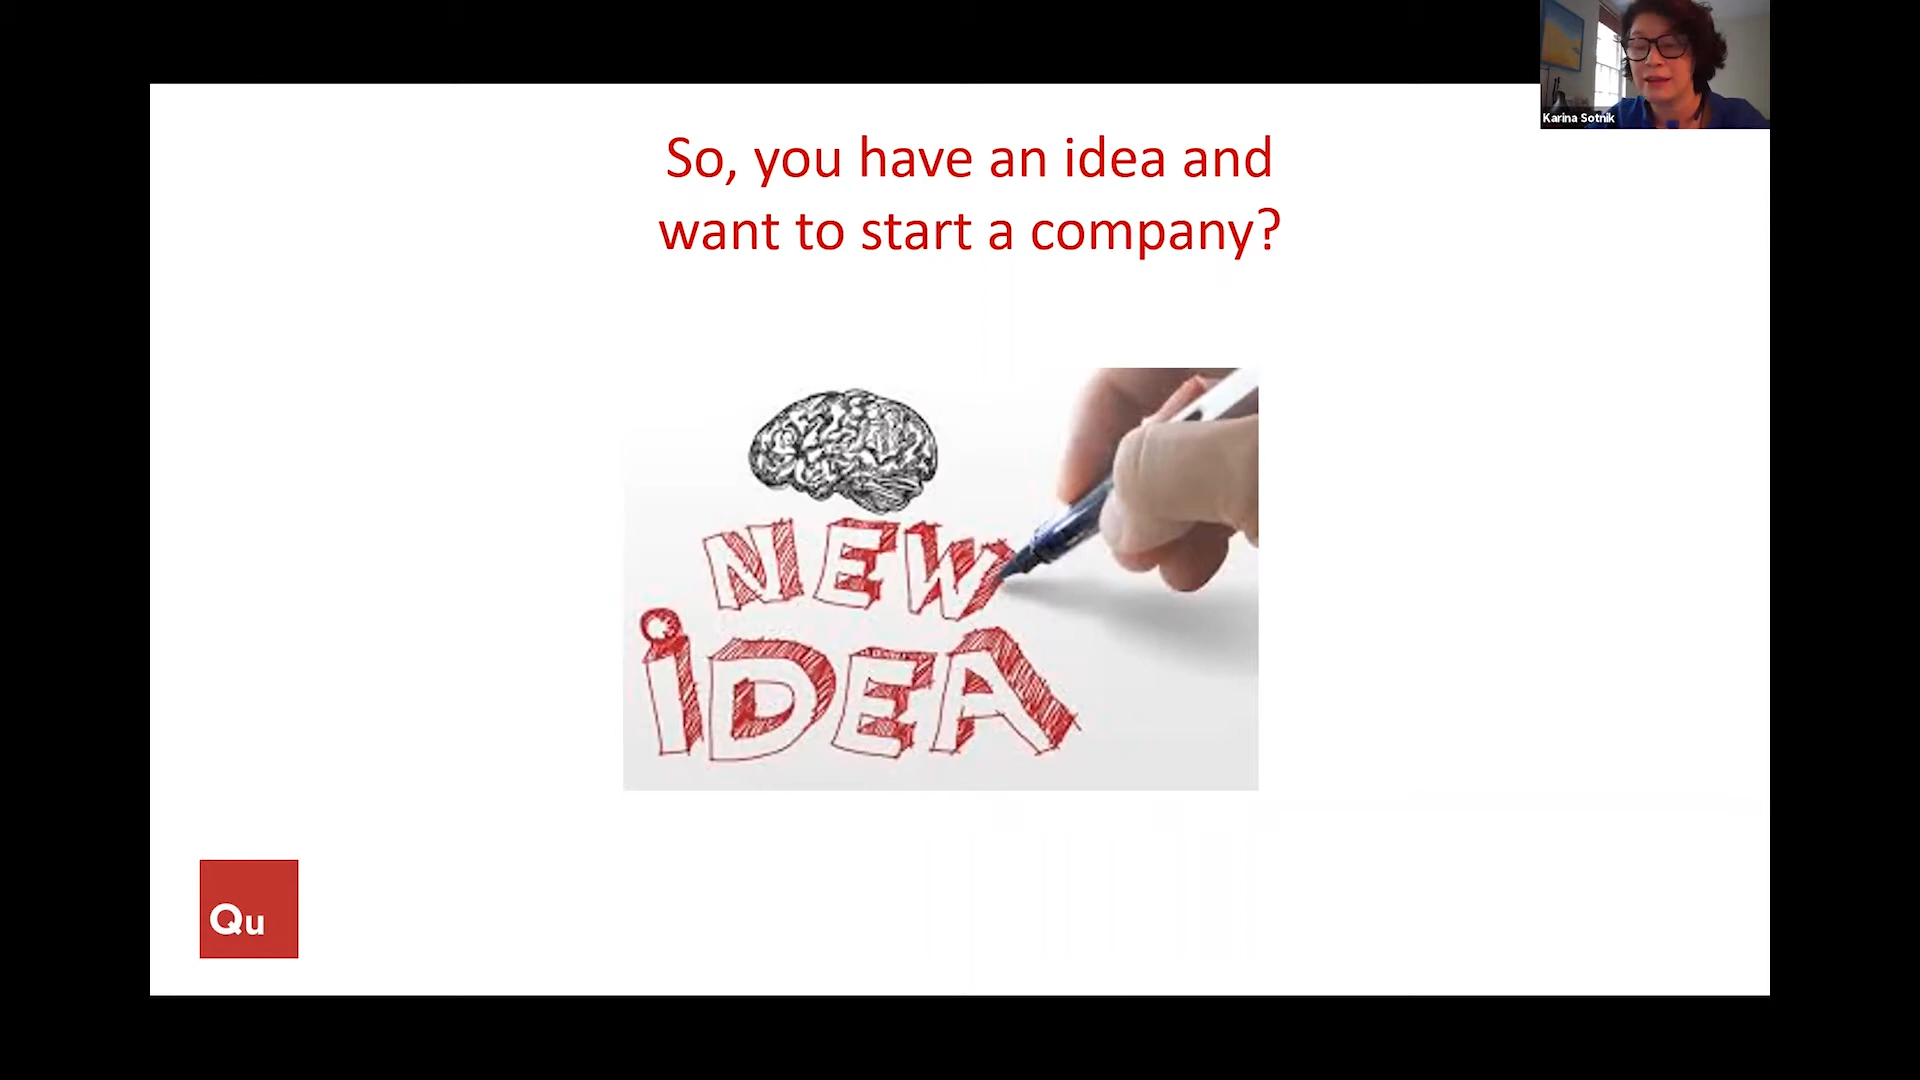 Karina Sotnik
So, you have an idea and
want to start a company?
NEW
iDEA
Qu